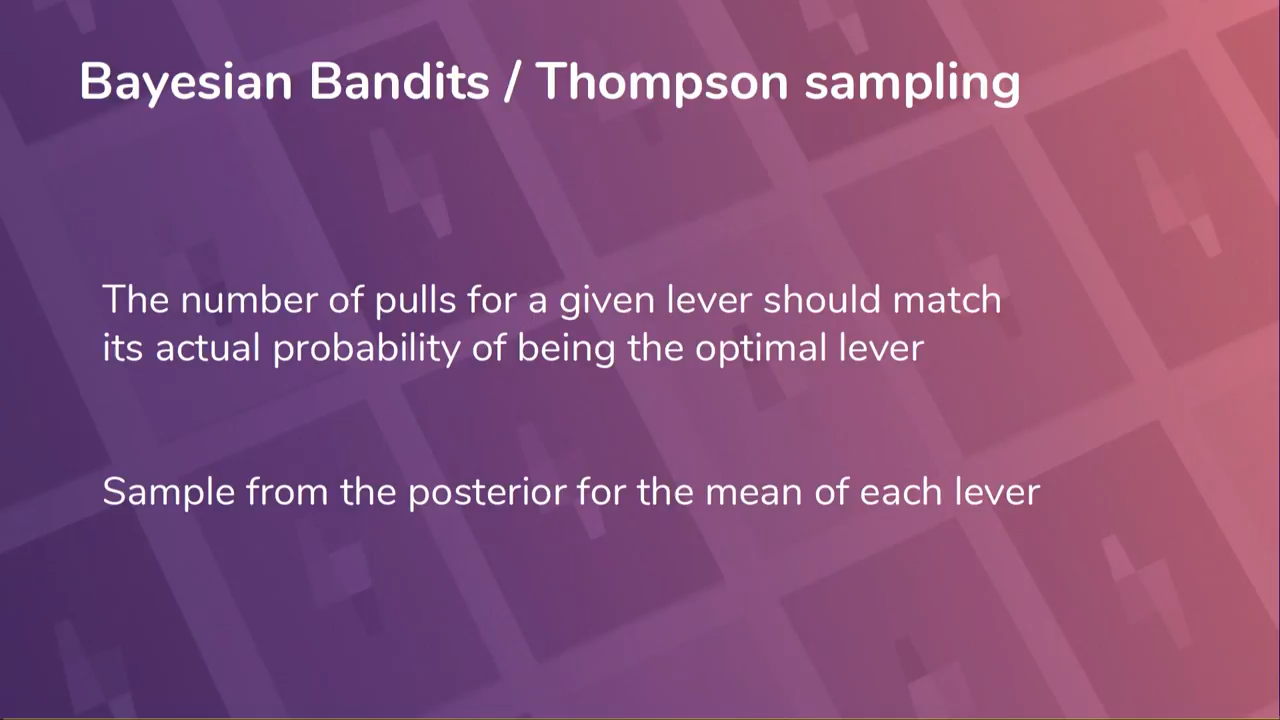 Bayesian Bandits / Thompson sampling
The number of pulls for a given lever should match
its actual probability of being the optimal lever
Sample from the posterior for the mean of each lever